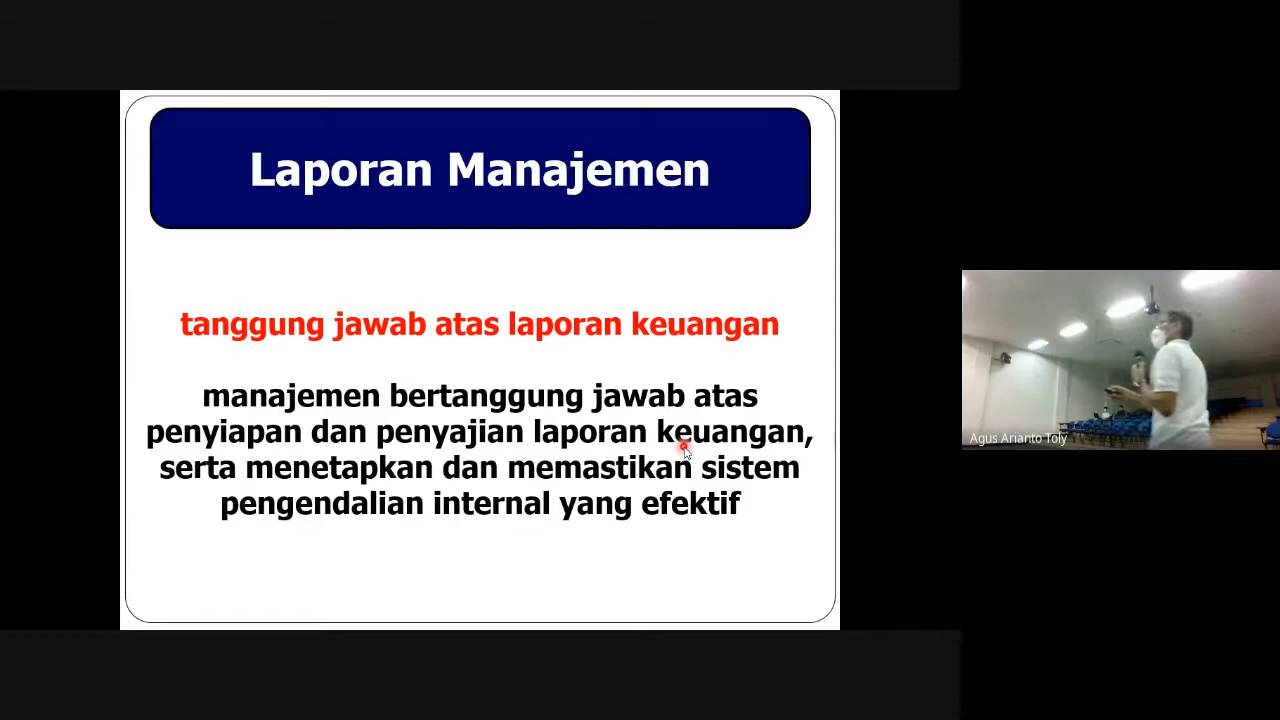 Laporan Manajemen
tanggung jawab atas laporan keuangan
manajemen bertanggung jawab atas
penyiapan dan penyajian laporan keuangan,
serta menetapkan dan memastikan sistem
pengendalian internal yang efektif
Agus Arianto Toly